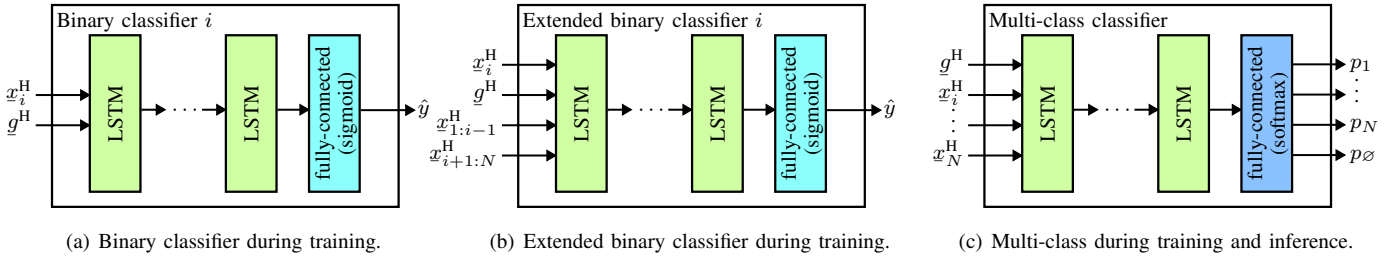 Binary classifier i
x_i^H
g^H
LSTM
· · ·
LSTM
fully-connected
(sigmoid)
ŷ
(a) Binary classifier during training.
Extended binary classifier i
x_i^H
g^H
x_{1:i−1}^H
x_{i+1:N}^H
LSTM
· · ·
LSTM
fully-connected
(sigmoid)
ŷ
(b) Extended binary classifier during training.
Multi-class classifier
g^H
x_i^H
⋮
x_N^H
LSTM
· · ·
LSTM
fully-connected
(softmax)
p_1
⋮
p_N
p_∅
(c) Multi-class during training and inference.